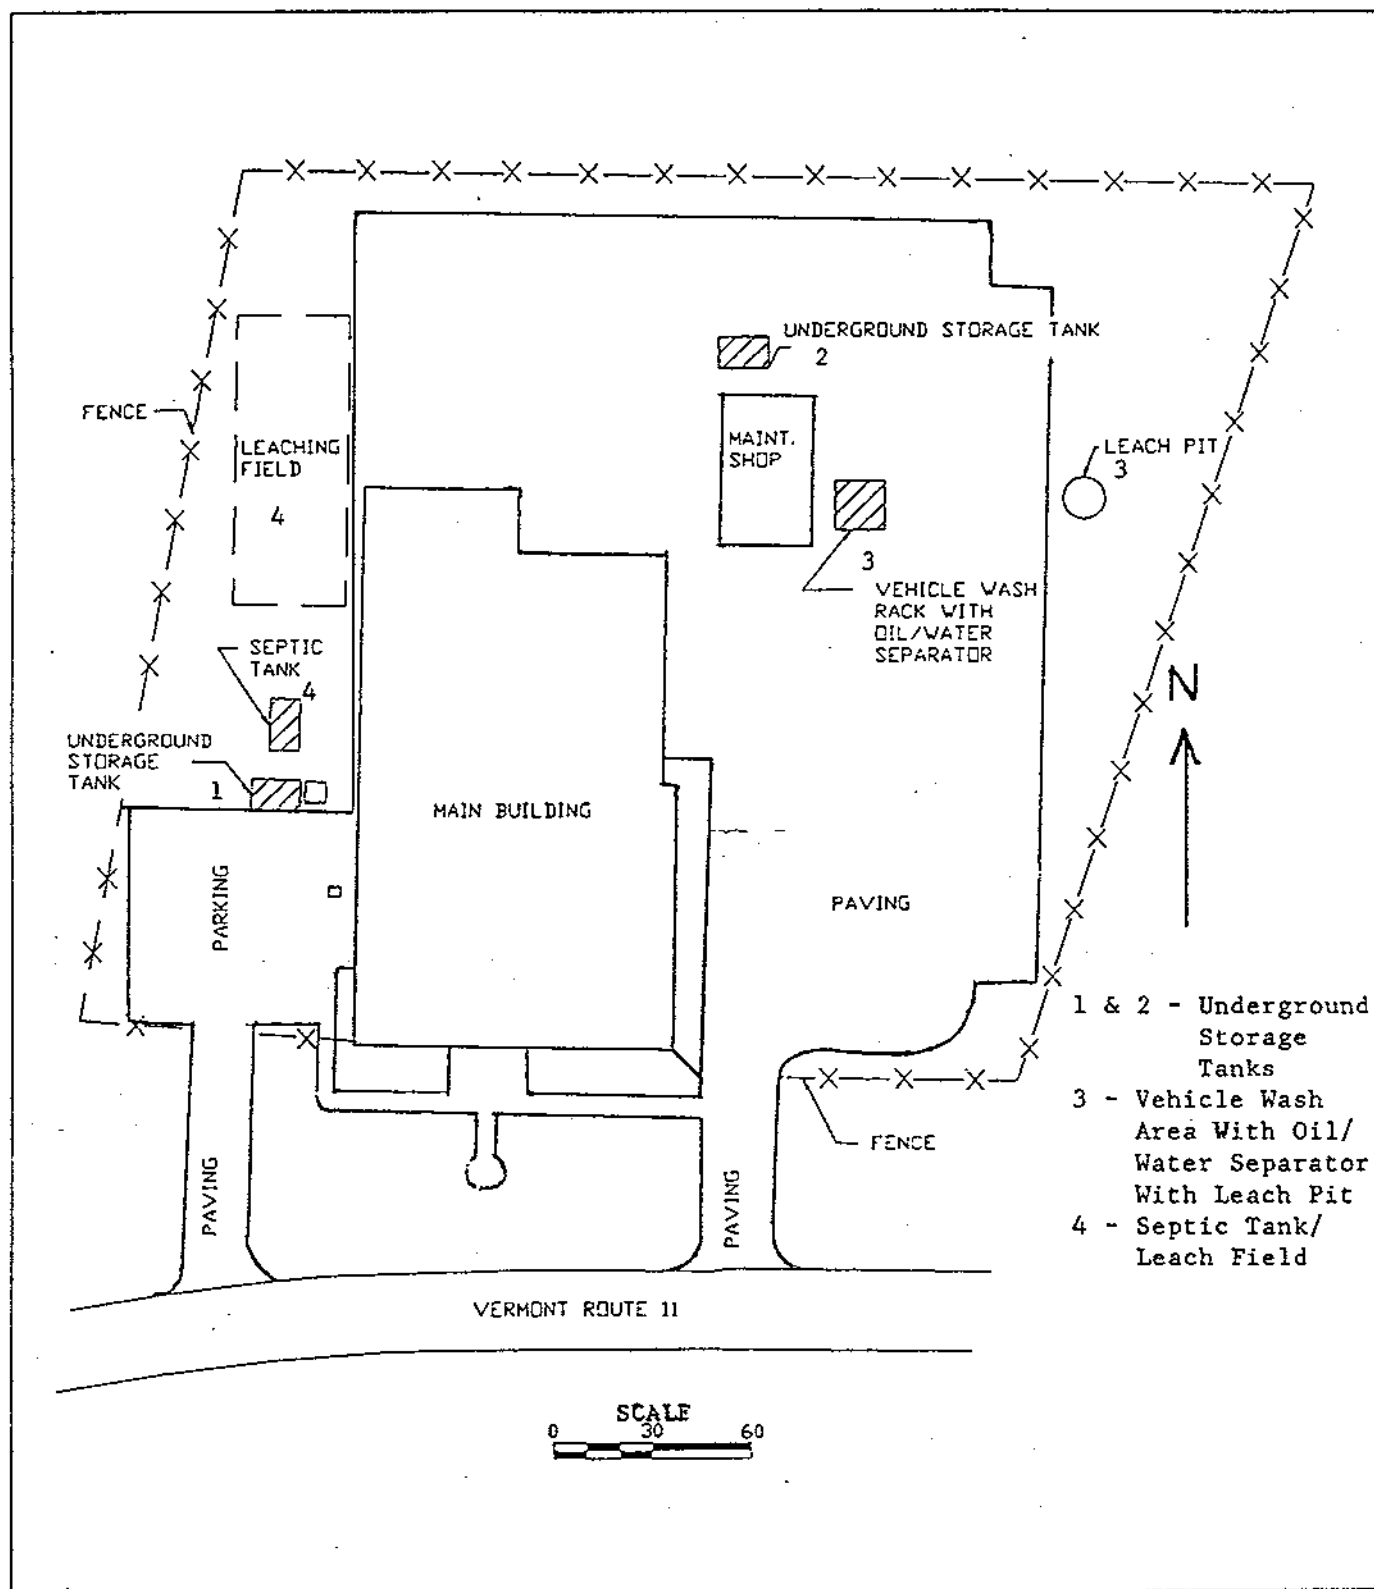 UNDERGROUND STORAGE TANK
2
FENCE
LEACHING
FIELD
4
MAINT.
SHOP
LEACH PIT
3
3
VEHICLE WASH
RACK WITH
OIL/WATER
SEPARATOR
SEPTIC
TANK
4
N
UNDERGROUND
STORAGE
TANK
1
MAIN BUILDING
PARKING
PAVING
1 & 2 - Underground
Storage
Tanks
3 - Vehicle Wash
Area With Oil/
Water Separator
With Leach Pit
4 - Septic Tank/
Leach Field
FENCE
PAVING
PAVING
VERMONT ROUTE 11
SCALE
0 30 60